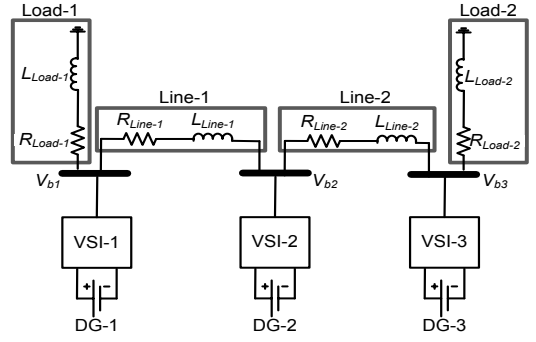 Load-1
Load-2
L_Load-1
L_Load-2
Line-1
Line-2
R_Line-1
L_Line-1
R_Line-2
L_Line-2
R_Load-1
R_Load-2
V_b1
V_b2
V_b3
VSI-1
VSI-2
VSI-3
+ −
+ −
+ −
DG-1
DG-2
DG-3